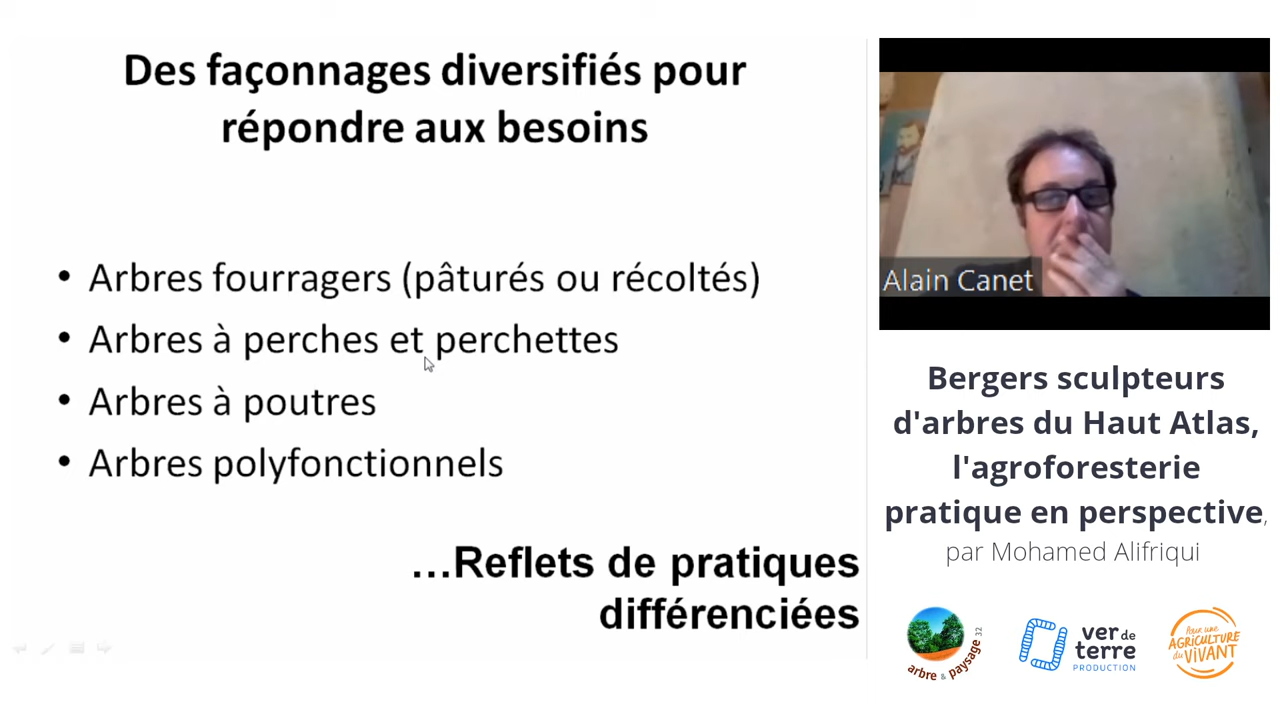 Des façonnages diversifiés pour
répondre aux besoins
• Arbres fourragers (pâturés ou récoltés)
• Arbres à perches et perchettes
• Arbres à poutres
• Arbres polyfonctionnels
…Reflets de pratiques
différenciées
Alain Canet
Bergers sculpteurs
d'arbres du Haut Atlas,
l'agroforesterie
pratique en perspective,
par Mohamed Alifriqui
arbre & paysage 32
ver de
terre
PRODUCTION
Pour une
AGRICULTURE
du VIVANT